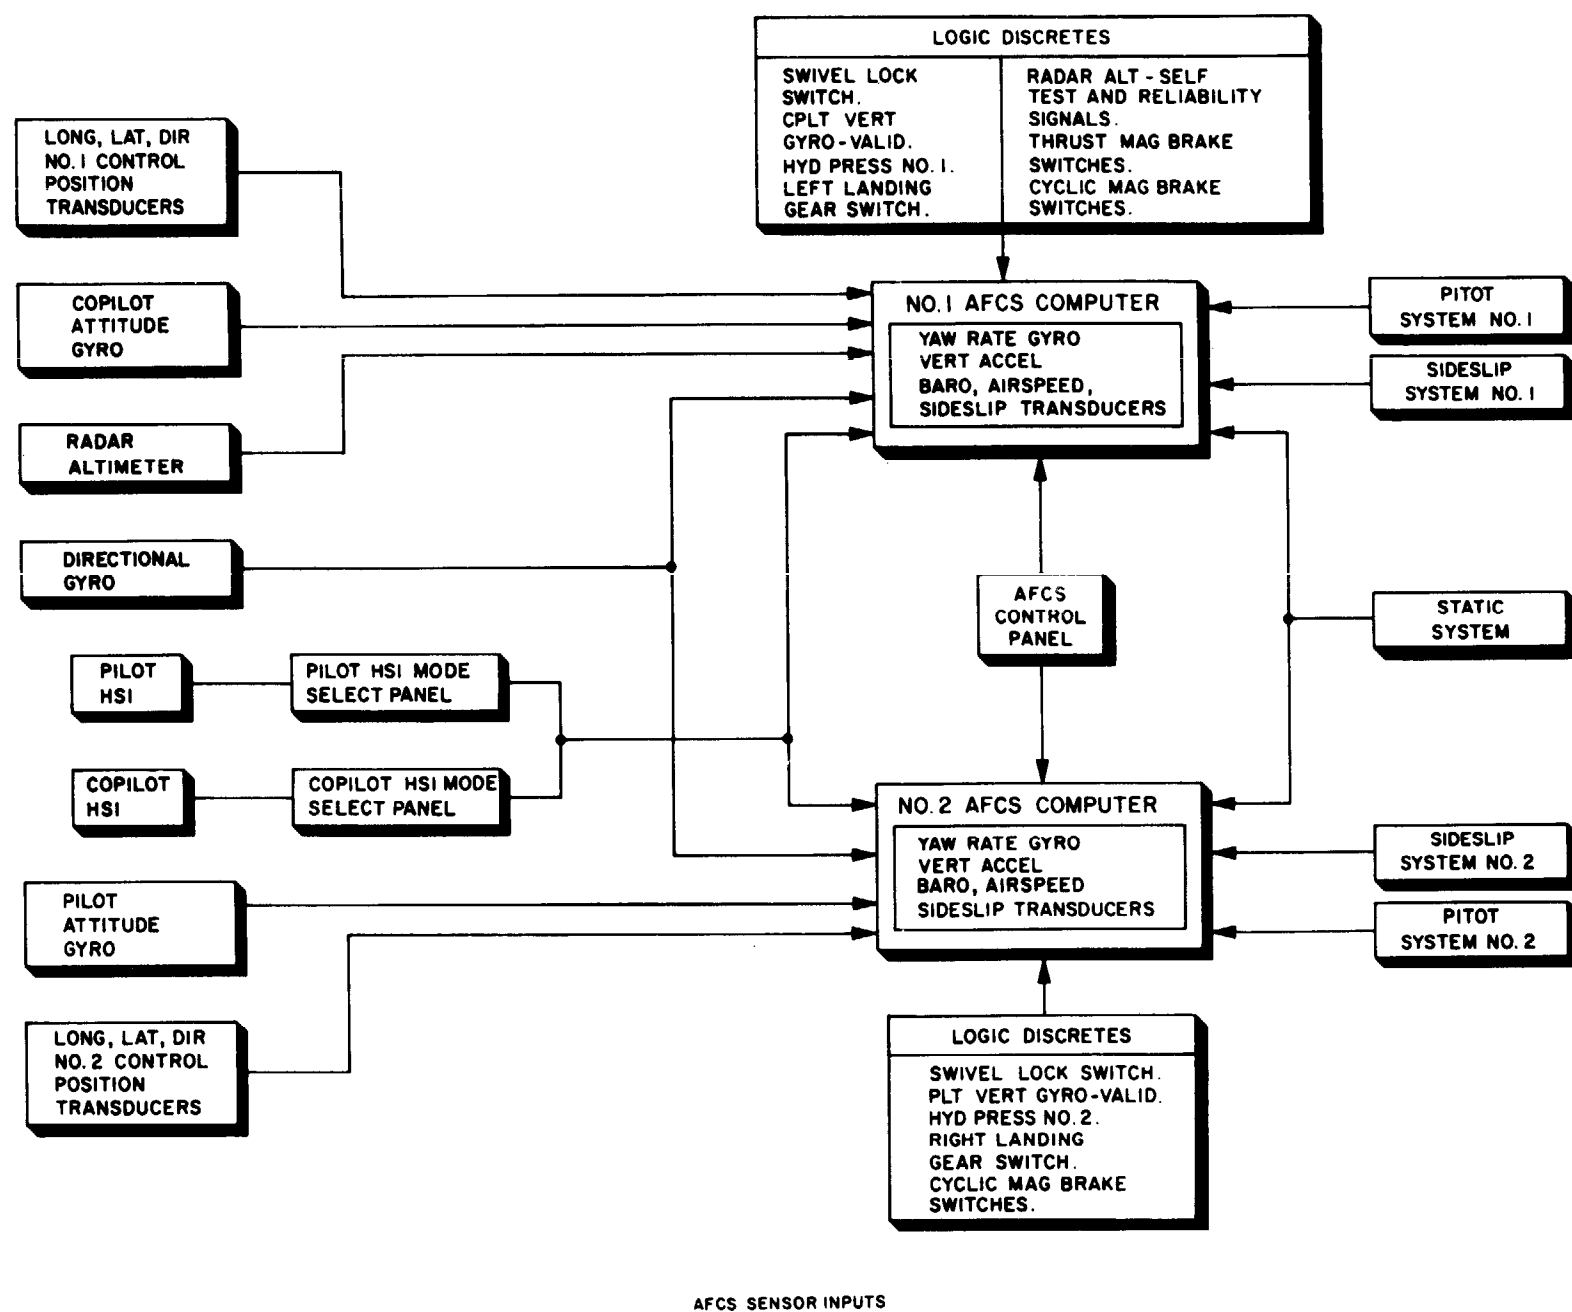 LOGIC DISCRETES
SWIVEL LOCK
SWITCH.
CPLT VERT
GYRO-VALID.
HYD PRESS NO. 1.
LEFT LANDING
GEAR SWITCH.
RADAR ALT - SELF
TEST AND RELIABILITY
SIGNALS.
THRUST MAG BRAKE
SWITCHES.
CYCLIC MAG BRAKE
SWITCHES.
LONG, LAT, DIR
NO. 1 CONTROL
POSITION
TRANSDUCERS
COPILOT
ATTITUDE
GYRO
RADAR
ALTIMETER
DIRECTIONAL
GYRO
PILOT
HSI
PILOT HSI MODE
SELECT PANEL
COPILOT
HSI
COPILOT HSI MODE
SELECT PANEL
PILOT
ATTITUDE
GYRO
LONG, LAT, DIR
NO. 2 CONTROL
POSITION
TRANSDUCERS
NO. 1 AFCS COMPUTER
YAW RATE GYRO
VERT ACCEL
BARO, AIRSPEED,
SIDESLIP TRANSDUCERS
AFCS
CONTROL
PANEL
NO. 2 AFCS COMPUTER
YAW RATE GYRO
VERT ACCEL
BARO, AIRSPEED
SIDESLIP TRANSDUCERS
PITOT
SYSTEM NO. 1
SIDESLIP
SYSTEM NO. 1
STATIC
SYSTEM
SIDESLIP
SYSTEM NO. 2
PITOT
SYSTEM NO. 2
LOGIC DISCRETES
SWIVEL LOCK SWITCH.
PLT VERT GYRO-VALID.
HYD PRESS NO. 2.
RIGHT LANDING
GEAR SWITCH.
CYCLIC MAG BRAKE
SWITCHES.
AFCS SENSOR INPUTS